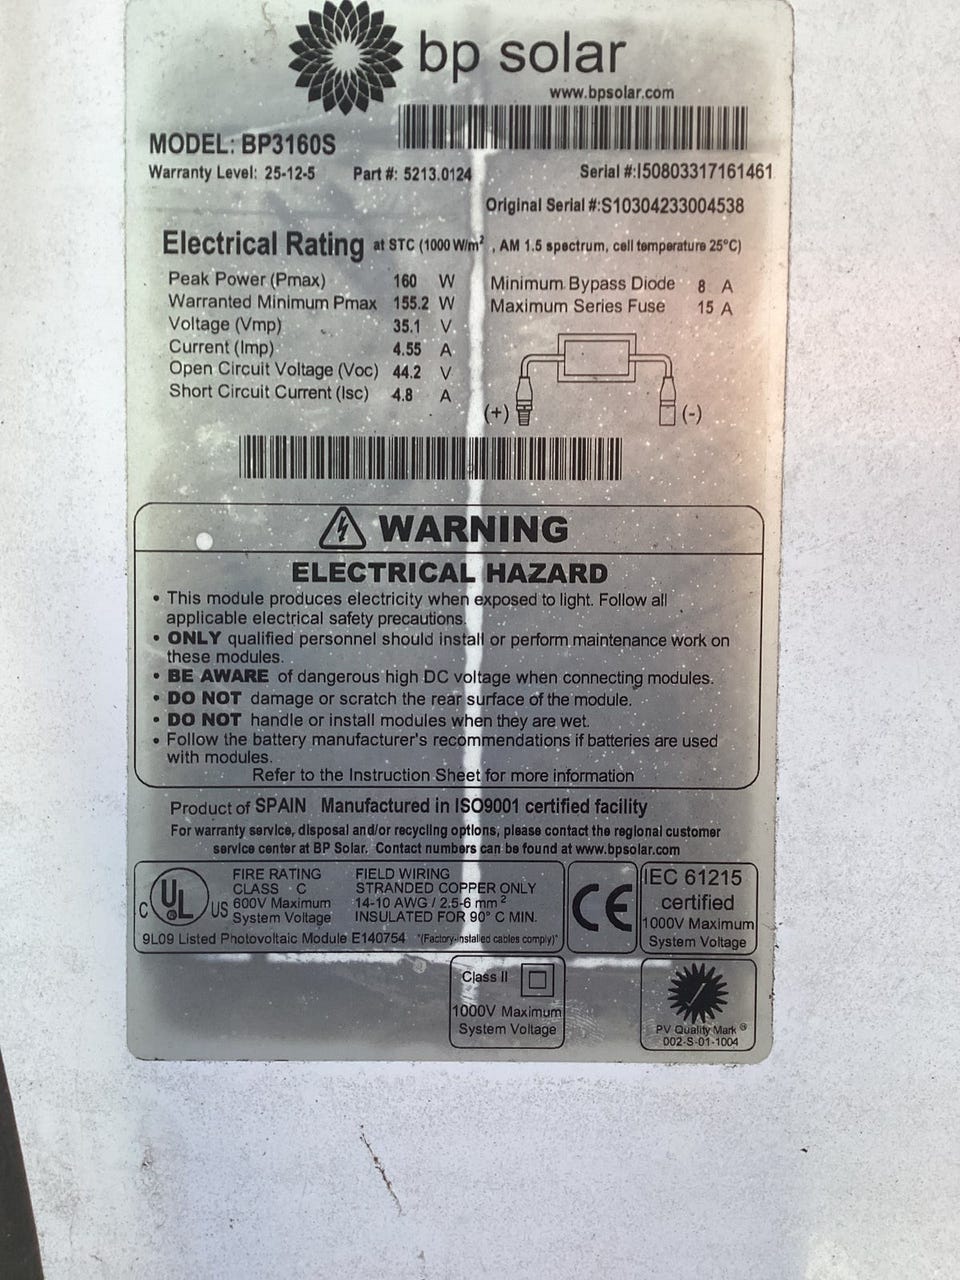 bp solar
www.bpsolar.com
MODEL: BP3160S
Warranty Level: 25-12-5 Part #: 5213.0124 Serial #:I50803317161461
Original Serial #:S10304233004538
Electrical Rating at STC (1000 W/m², AM 1.5 spectrum, cell temperature 25°C)
Peak Power (Pmax) 160 W Minimum Bypass Diode 8 A
Warranted Minimum Pmax 155.2 W Maximum Series Fuse 15 A
Voltage (Vmp) 35.1 V
Current (Imp) 4.55 A
Open Circuit Voltage (Voc) 44.2 V
Short Circuit Current (Isc) 4.8 A
(+) (-)
WARNING
ELECTRICAL HAZARD
• This module produces electricity when exposed to light. Follow all
applicable electrical safety precautions.
• ONLY qualified personnel should install or perform maintenance work on
these modules.
• BE AWARE of dangerous high DC voltage when connecting modules.
• DO NOT damage or scratch the rear surface of the module.
• DO NOT handle or install modules when they are wet.
• Follow the battery manufacturer's recommendations if batteries are used
with modules.
Refer to the Instruction Sheet for more information
Product of SPAIN Manufactured in ISO9001 certified facility
For warranty service, disposal and/or recycling options, please contact the regional customer
service center at BP Solar. Contact numbers can be found at www.bpsolar.com
C UL US
FIRE RATING
CLASS C
600V Maximum
System Voltage
FIELD WIRING
STRANDED COPPER ONLY
14-10 AWG / 2.5-6 mm²
INSULATED FOR 90° C MIN.
9L09 Listed Photovoltaic Module E140754 *(Factory-installed cables comply)*
CE
IEC 61215
certified
1000V Maximum
System Voltage
Class II
1000V Maximum
System Voltage
PV Quality Mark ®
002-S-01-1004